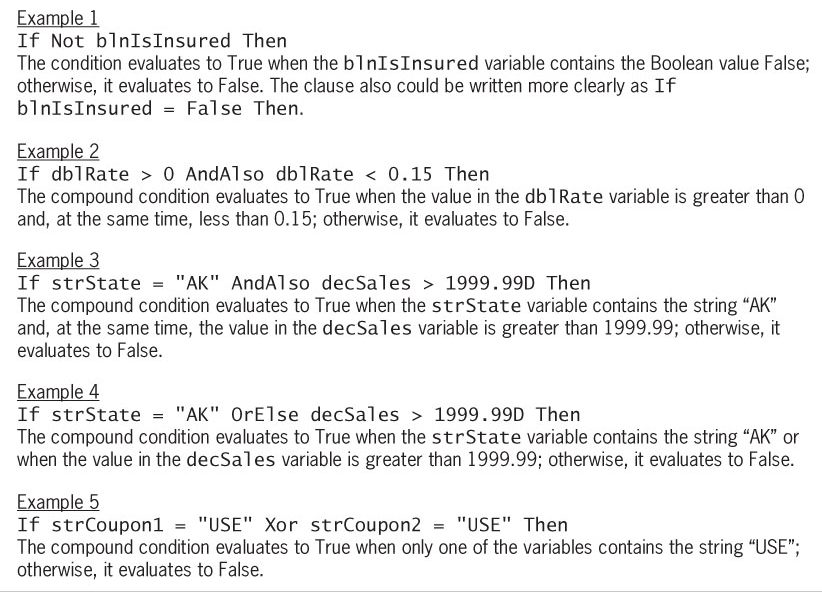 Example 1
If Not blnIsInsured Then
The condition evaluates to True when the blnIsInsured variable contains the Boolean value False;
otherwise, it evaluates to False. The clause also could be written more clearly as If
blnIsInsured = False Then.
Example 2
If dblRate > 0 AndAlso dblRate < 0.15 Then
The compound condition evaluates to True when the value in the dblRate variable is greater than 0
and, at the same time, less than 0.15; otherwise, it evaluates to False.
Example 3
If strState = "AK" AndAlso decSales > 1999.99D Then
The compound condition evaluates to True when the strState variable contains the string “AK”
and, at the same time, the value in the decSales variable is greater than 1999.99; otherwise, it
evaluates to False.
Example 4
If strState = "AK" OrElse decSales > 1999.99D Then
The compound condition evaluates to True when the strState variable contains the string “AK” or
when the value in the decSales variable is greater than 1999.99; otherwise, it evaluates to False.
Example 5
If strCoupon1 = "USE" Xor strCoupon2 = "USE" Then
The compound condition evaluates to True when only one of the variables contains the string “USE”;
otherwise, it evaluates to False.